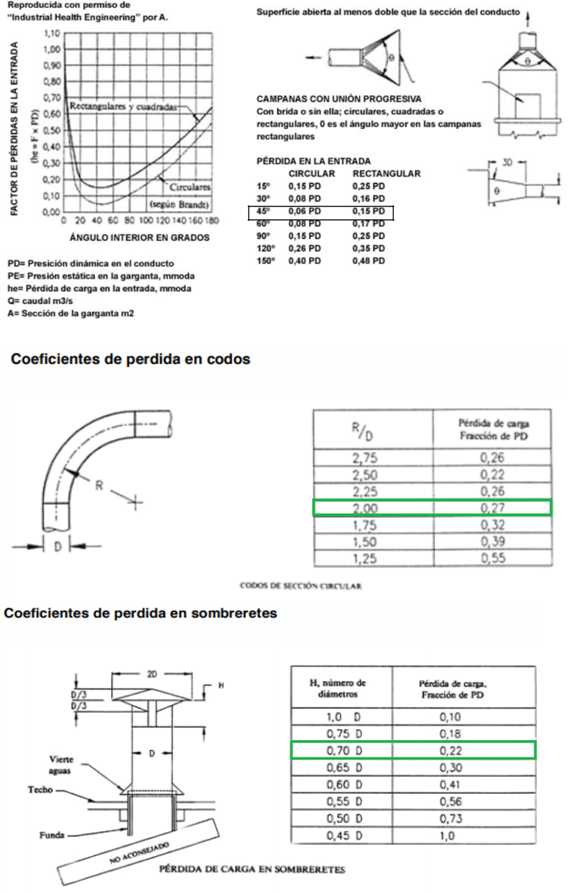 Reproducida con permiso de
“Industrial Health Engineering” por A.
FACTOR DE PÉRDIDAS EN LA ENTRADA
(he = F x PD)
1,10
1,00
0,90
0,80
0,70
0,60
0,50
0,40
0,30
0,20
0,10
0,00
Rectangulares y cuadradas
Circulares
(según Brandt)
0 20 40 60 80 100 120 140 160 180
ÁNGULO INTERIOR EN GRADOS
PD= Presición dinámica en el conducto
PE= Presión estática en la garganta, mmoda
he= Pérdida de carga en la entrada, mmoda
Q= caudal m3/s
A= Sección de la garganta m2
Superficie abierta al menos doble que la sección del conducto
θ
θ
CAMPANAS CON UNIÓN PROGRESIVA
Con brida o sin ella; circulares, cuadradas o
rectangulares, 0 es el ángulo mayor en las campanas
rectangulares
3D
θ
PÉRDIDA EN LA ENTRADA
CIRCULAR RECTANGULAR
15º 0,15 PD 0,25 PD
30º 0,08 PD 0,16 PD
45º 0,06 PD 0,15 PD
60º 0,08 PD 0,17 PD
90º 0,15 PD 0,25 PD
120º 0,26 PD 0,35 PD
150º 0,40 PD 0,48 PD
Coeficientes de perdida en codos
R
D
R/D Pérdida de carga
Fracción de PD
2,75 0,26
2,50 0,22
2,25 0,26
2,00 0,27
1,75 0,32
1,50 0,39
1,25 0,55
CODOS DE SECCIÓN CIRCULAR
Coeficientes de perdida en sombreretes
2D
H
D/3
D/3
D
Vierte
aguas
Techo
Funda
NO ACONSEJADO
H, número de
diámetros
Pérdida de carga,
Fracción de PD
1,0 D 0,10
0,75 D 0,18
0,70 D 0,22
0,65 D 0,30
0,60 D 0,41
0,55 D 0,56
0,50 D 0,73
0,45 D 1,0
PÉRDIDA DE CARGA EN SOMBRERETES